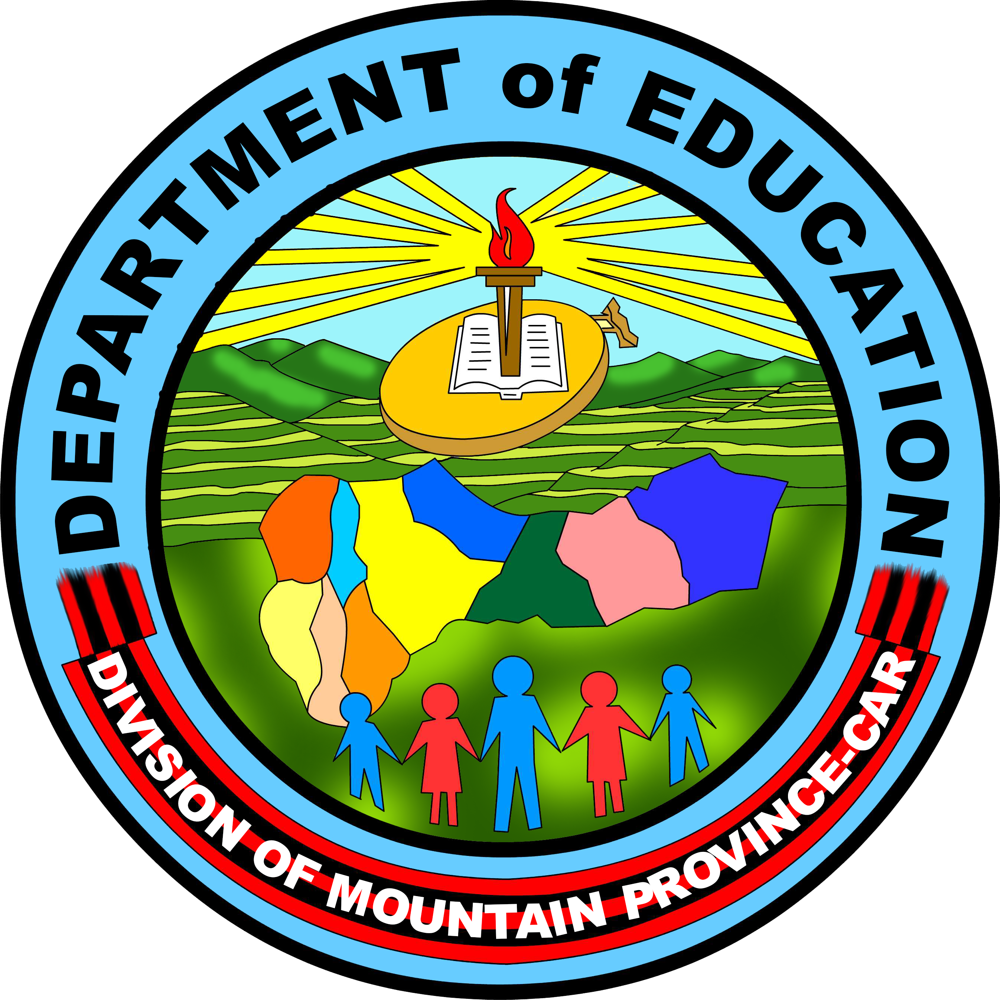 DEPARTMENT of EDUCATION
DIVISION OF MOUNTAIN PROVINCE-CAR